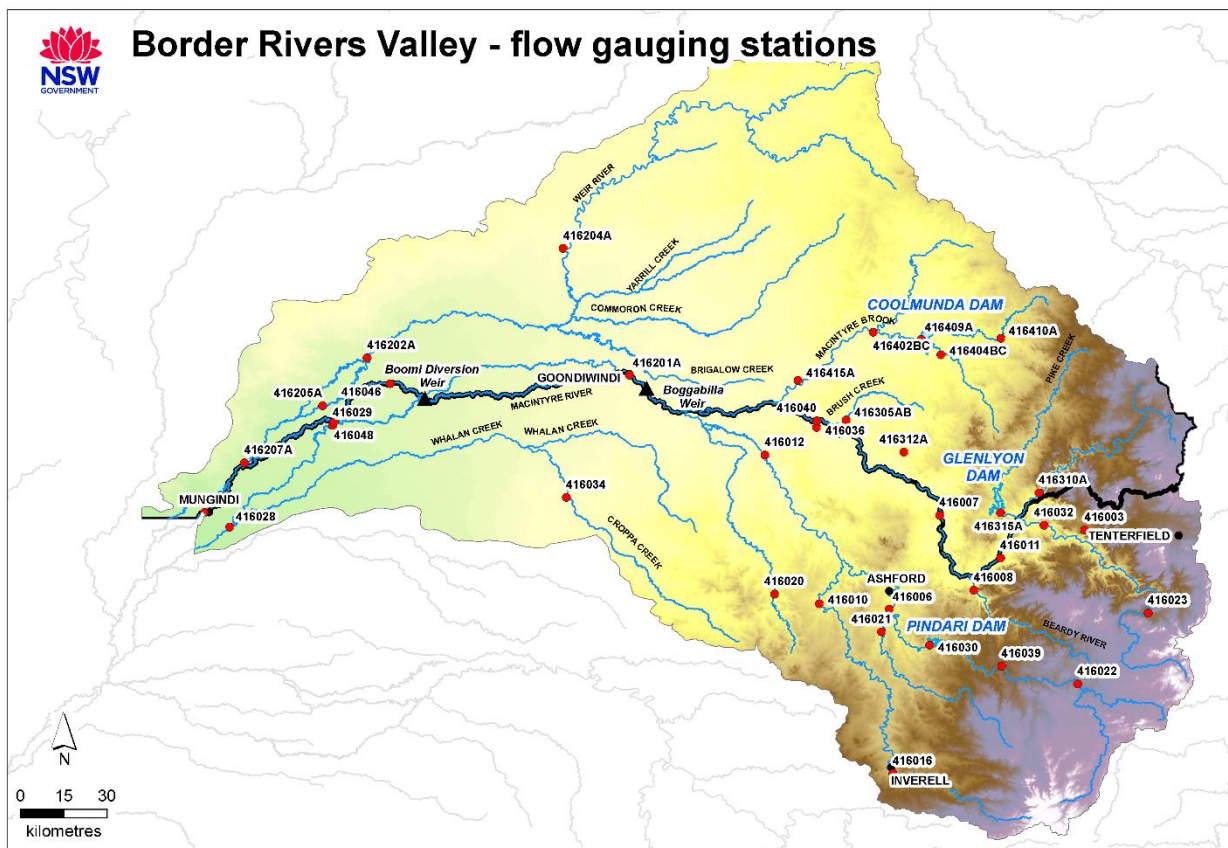 Border Rivers Valley - flow gauging stations
NSW
GOVERNMENT
WEIR RIVER
416204A
YARRILL CREEK
COMMORON CREEK
COOLMUNDA DAM
MACINTYRE BROOK
416409A
416410A
416402BC
416404BC
PIKE CREEK
416202A
416201A
Boomi Diversion
Weir
GOONDIWINDI
BRIGALOW CREEK
416415A
416205A
416046
MACINTYRE RIVER
Boggabilla
Weir
BRUSH CREEK
416040
416305AB
416029
416036
416048
WHALAN CREEK
WHALAN CREEK
416012
416312A
416207A
GLENLYON
DAM
MUNGINDI
416034
416310A
416007
416028
416032
416003
416315A
TENTERFIELD
CROPPA CREEK
416011
ASHFORD
416008
416020
416010
416006
416023
416021
PINDARI DAM
BEARDY RIVER
416030
416039
416022
N
416016
INVERELL
0 15 30
kilometres